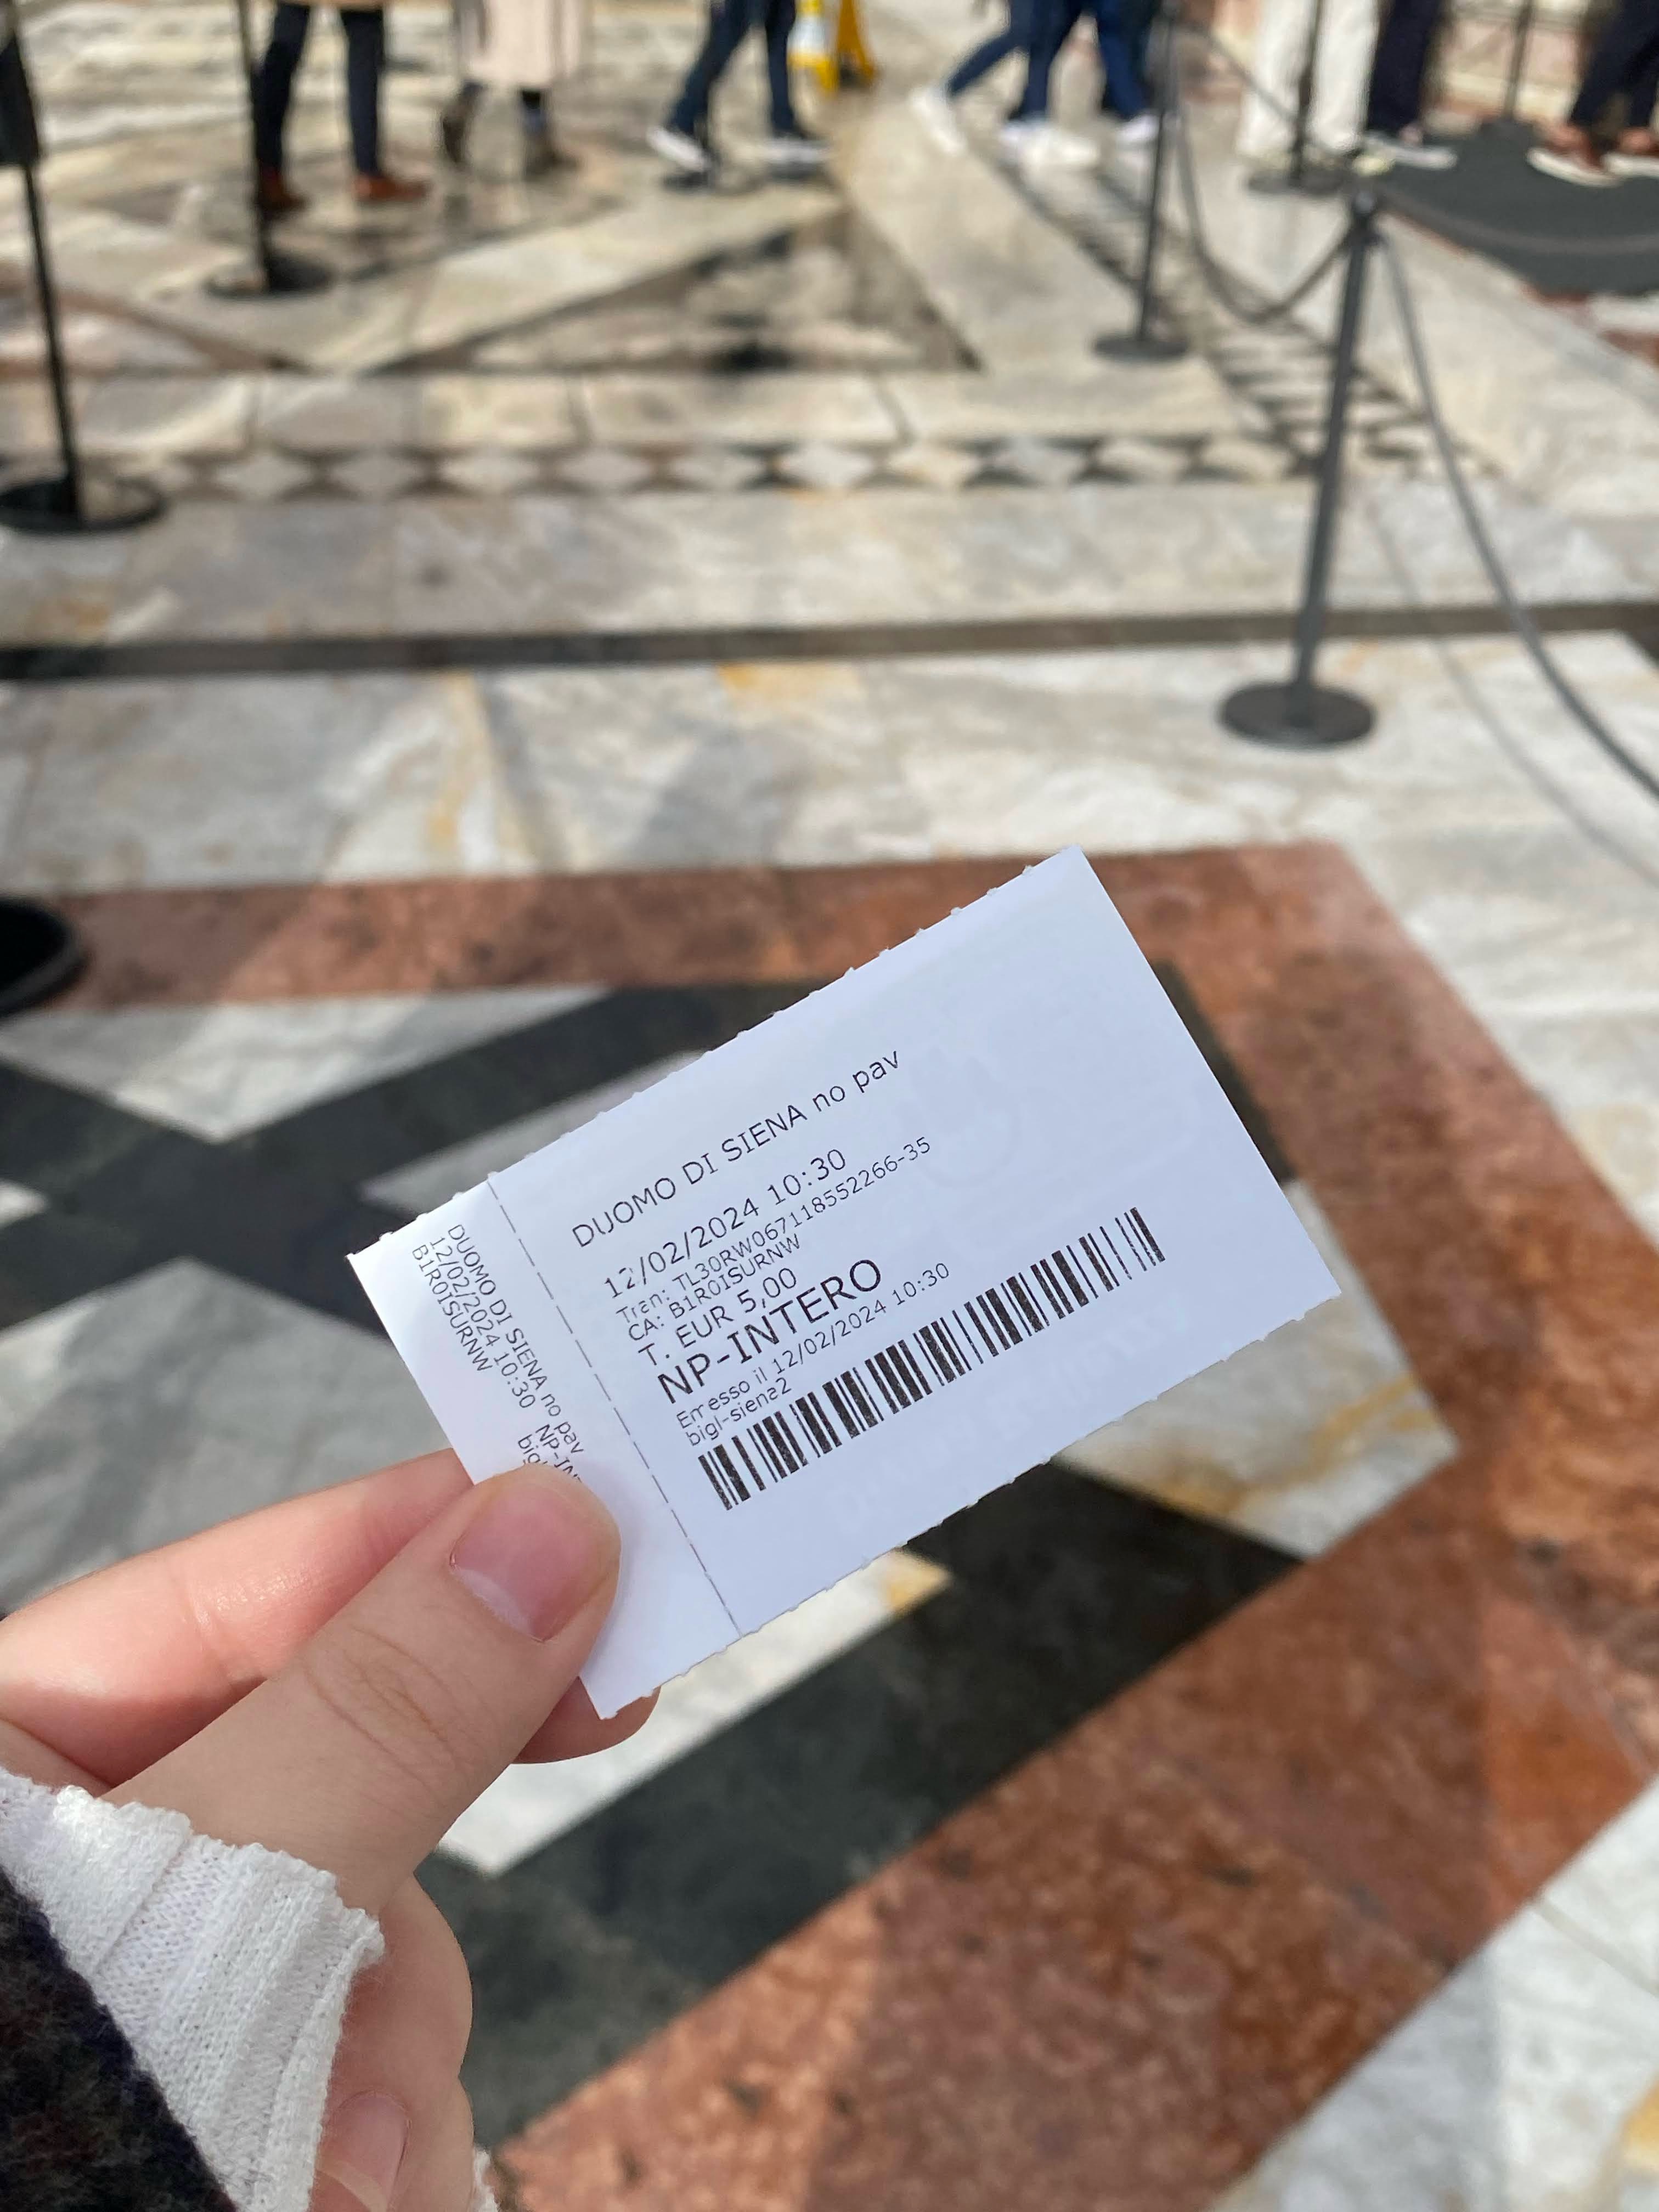 DUOMO DI SIENA no pav
12/02/2024 10:30
Tran: TL30RW067118552266-35
CA: B1R0ISURNW
T. EUR 5,00
NP-INTERO
Emesso il 12/02/2024 10:30
bigl-siena2
DUOMO DI SIENA no pav
12/02/2024 10:30 NP-IN
B1R0ISURNW